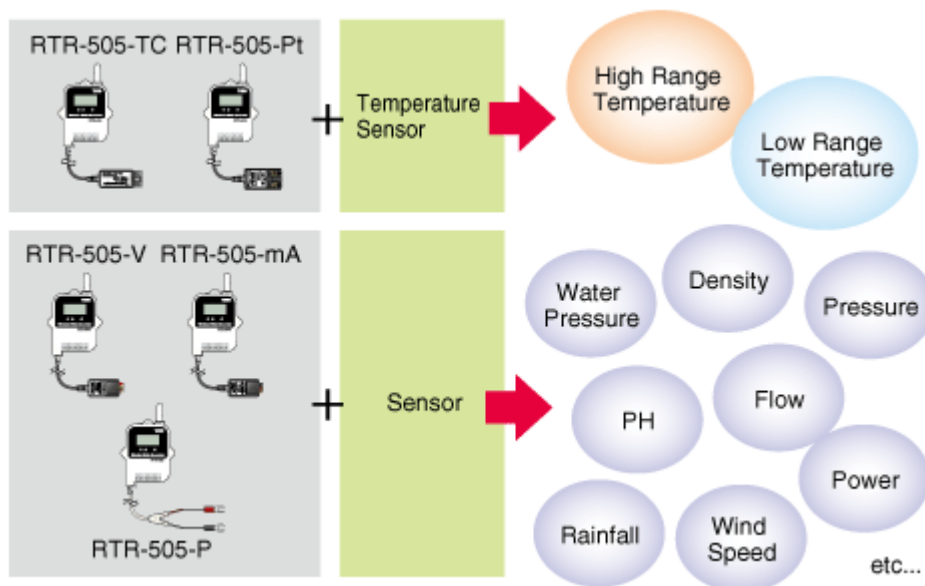 RTR-505-TC RTR-505-Pt
+
Temperature
Sensor
High Range
Temperature
Low Range
Temperature
RTR-505-V RTR-505-mA
RTR-505-P
+
Sensor
Water
Pressure
Density
Pressure
PH
Flow
Power
Rainfall
Wind
Speed
etc...